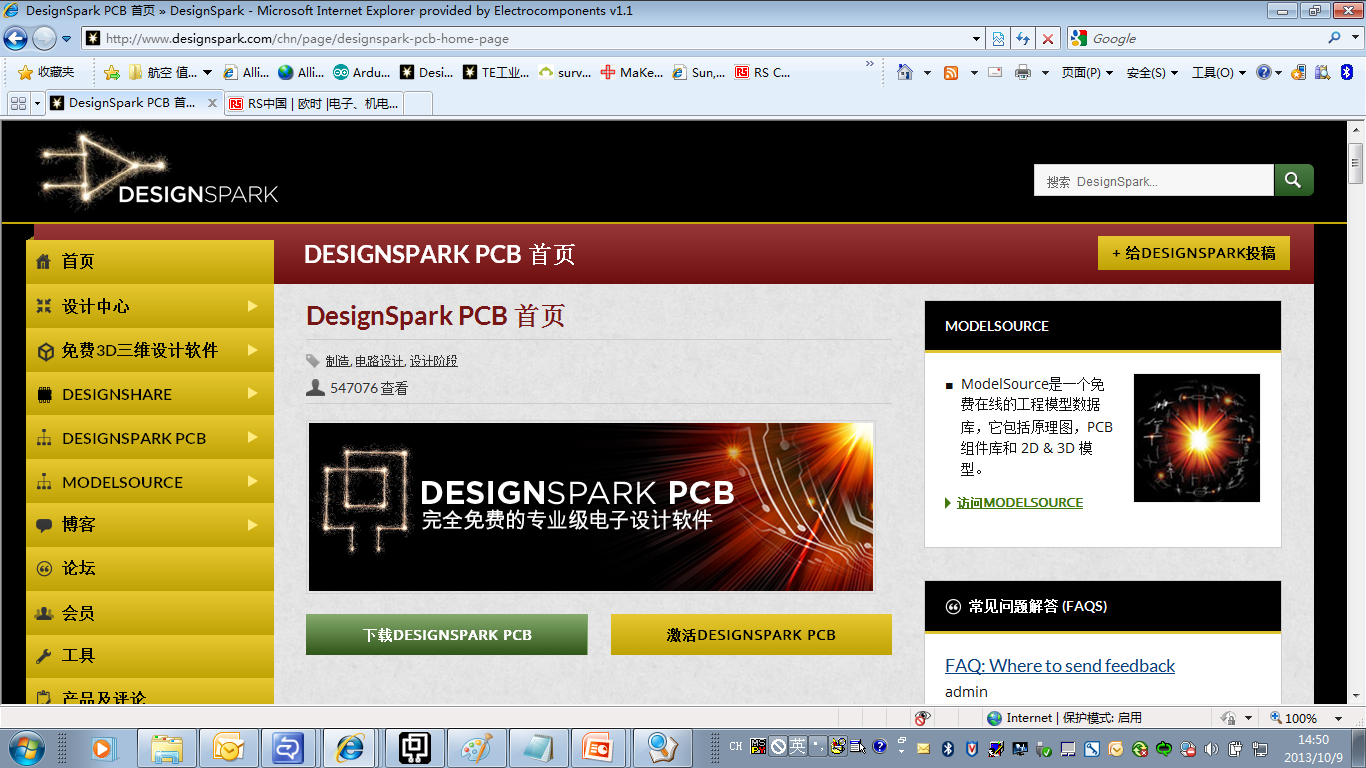 DesignSpark PCB 首页 » DesignSpark - Microsoft Internet Explorer provided by Electrocomponents v1.1
http://www.designspark.com/chn/page/designspark-pcb-home-page
Google
收藏夹
航空 值...
Alli...
Alli...
Ardu...
Desi...
TE工业...
surv...
MaKe...
Sun,...
RS C...
页面(P)
安全(S)
工具(O)
DesignSpark PCB 首...
RS中国 | 欧时 |电子、机电...
DESIGNSPARK
搜索 DesignSpark...
DESIGNSPARK PCB 首页
+ 给DESIGNSPARK投稿
首页
设计中心
免费3D三维设计软件
DESIGNSHARE
DESIGNSPARK PCB
MODELSOURCE
博客
论坛
会员
工具
产品及评论
DesignSpark PCB 首页
制造, 电路设计, 设计阶段
547076 查看
DESIGNSPARK PCB
完全免费的专业级电子设计软件
下载DESIGNSPARK PCB
激活DESIGNSPARK PCB
MODELSOURCE
ModelSource是一个免
费在线的工程模型数据
库，它包括原理图，PCB
组件库和 2D & 3D 模
型。
访问MODELSOURCE
常见问题解答 (FAQS)
FAQ: Where to send feedback
admin
Internet | 保护模式: 启用
100%
CH
英
14:50
2013/10/9